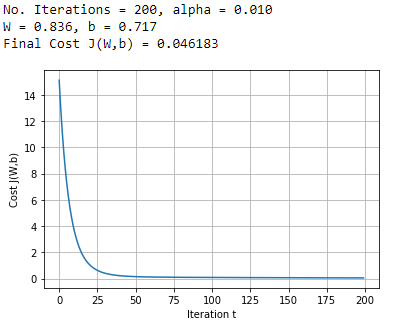 No. Iterations = 200, alpha = 0.010
W = 0.836, b = 0.717
Final Cost J(W,b) = 0.046183
14
12
10
8
6
4
2
0
Cost J(W,b)
0 25 50 75 100 125 150 175 200
Iteration t